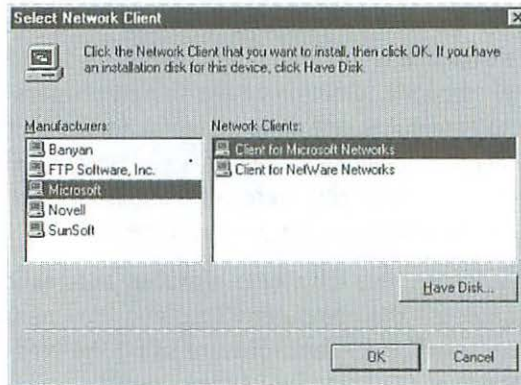 Select Network Client
Click the Network Client that you want to install, then click OK. If you have
an installation disk for this device, click Have Disk.
Manufacturers:
Network Clients:
Banyan
FTP Software, Inc.
Microsoft
Novell
SunSoft
Client for Microsoft Networks
Client for NetWare Networks
Have Disk...
OK
Cancel